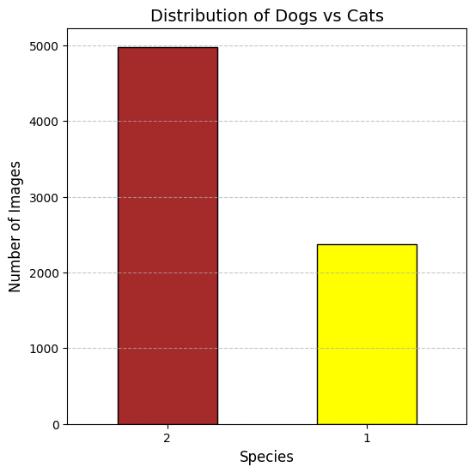 Distribution of Dogs vs Cats
Number of Images
5000
4000
3000
2000
1000
0
2 1
Species